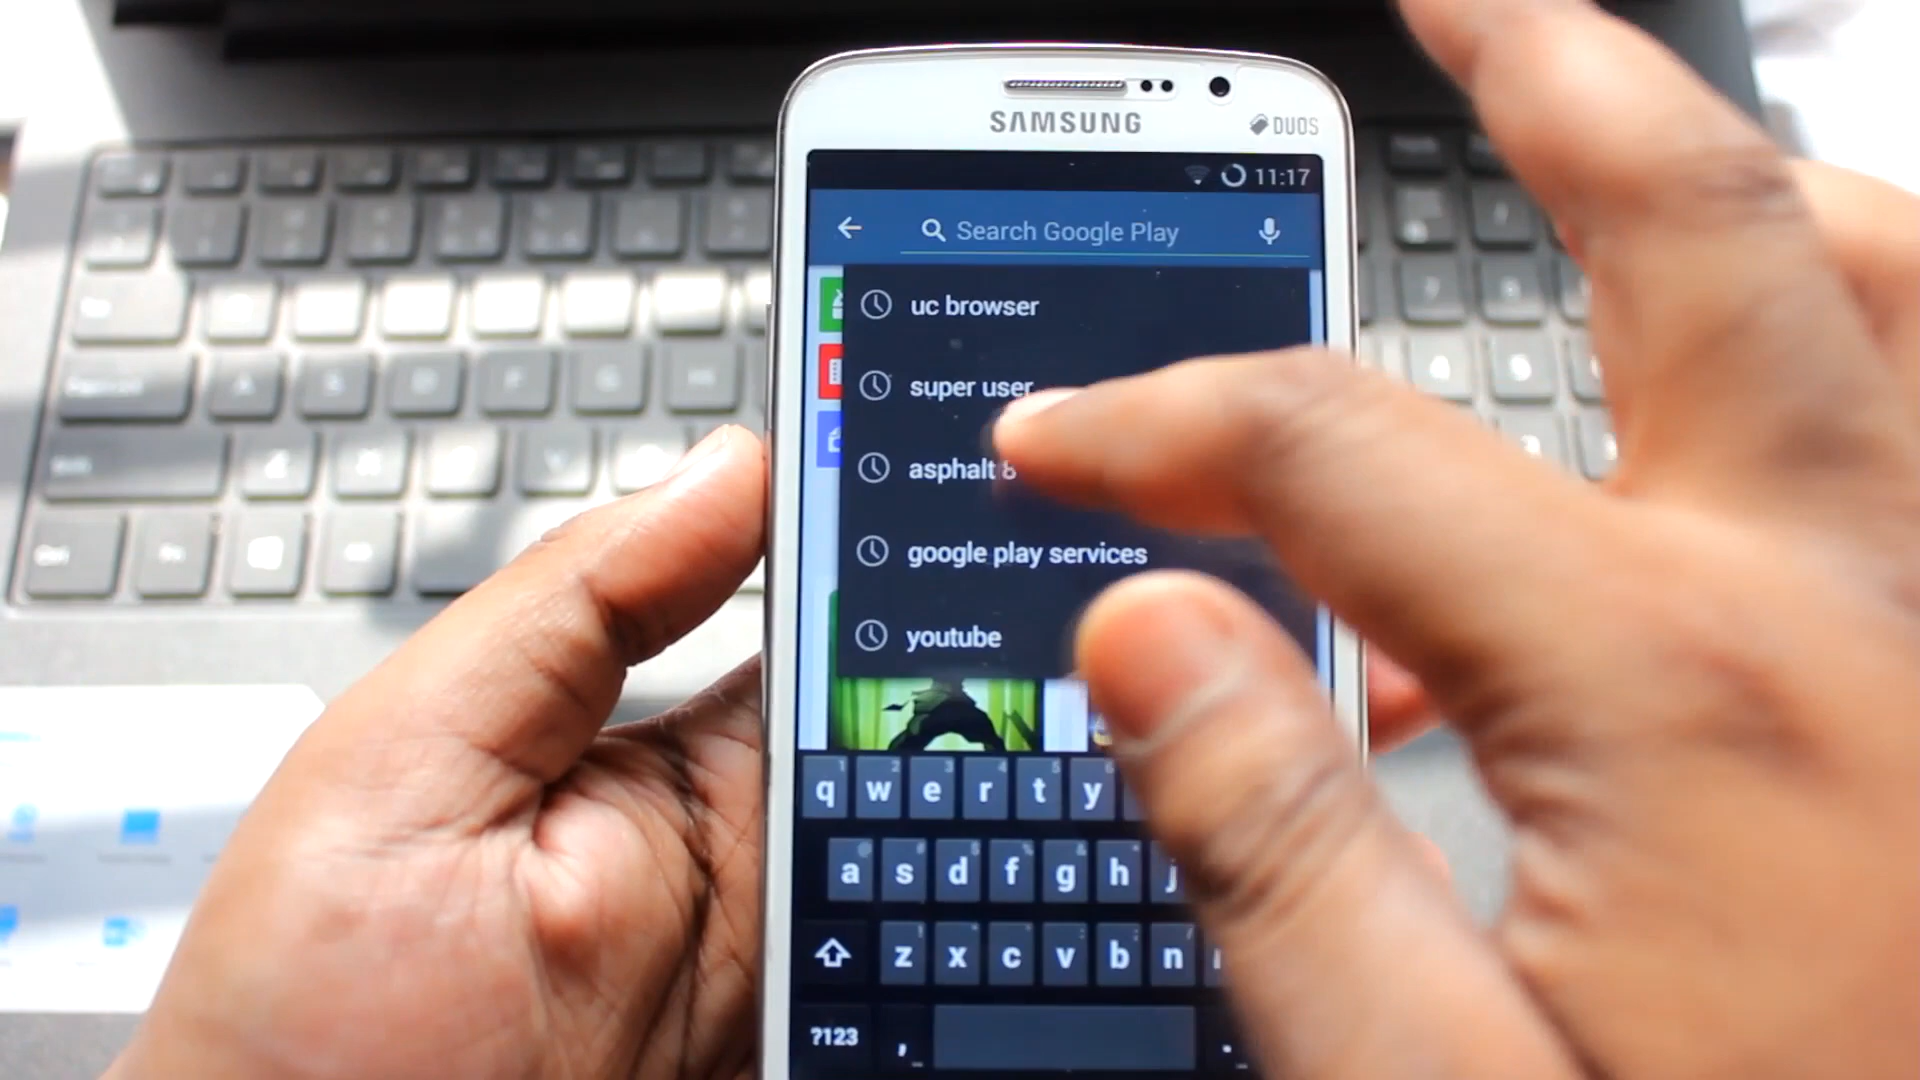 SAMSUNG
DUOS
11:17
Search Google Play
uc browser
super user
asphalt 8
google play services
youtube
q w e r t y
a s d f g h j
z x c v b n
?123 , .